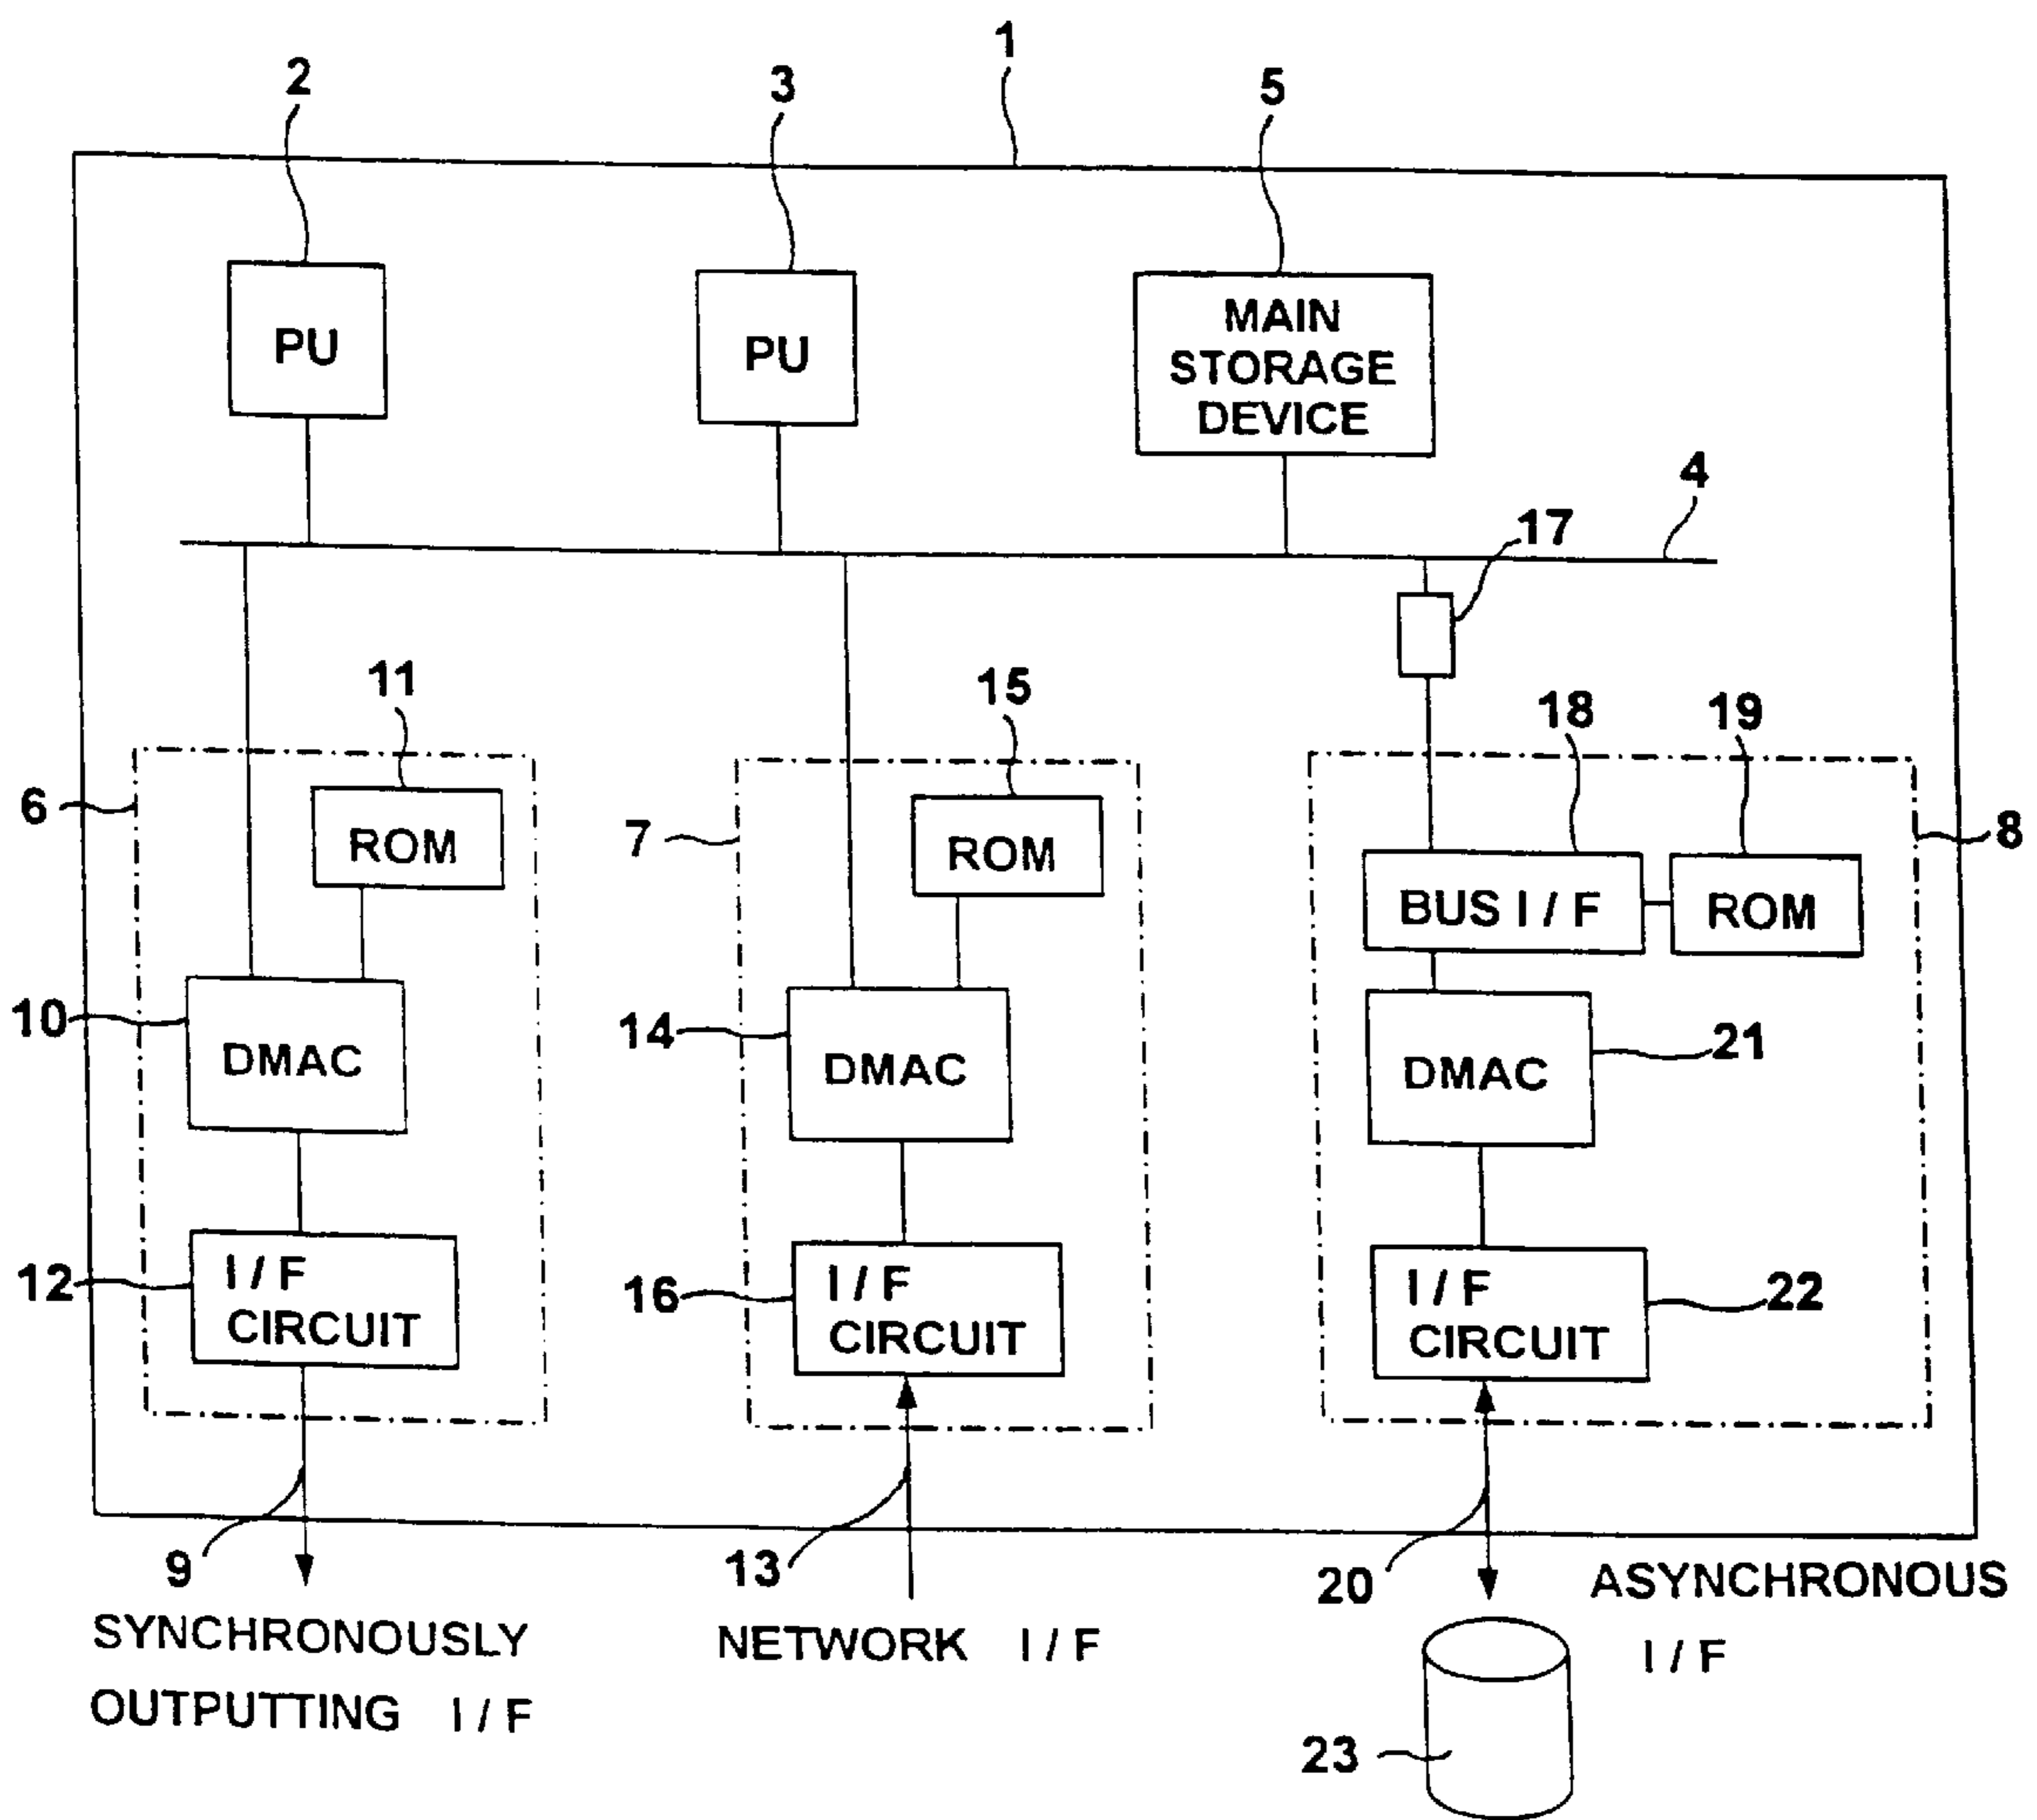 1
2
3
5
PU
PU
MAIN
STORAGE
DEVICE
4
17
11
15
18
19
6
7
8
ROM
ROM
BUS I / F
ROM
10
14
21
DMAC
DMAC
DMAC
12
16
22
I / F
CIRCUIT
I / F
CIRCUIT
I / F
CIRCUIT
9
13
20
SYNCHRONOUSLY
OUTPUTTING I / F
NETWORK I / F
ASYNCHRONOUS
I / F
23